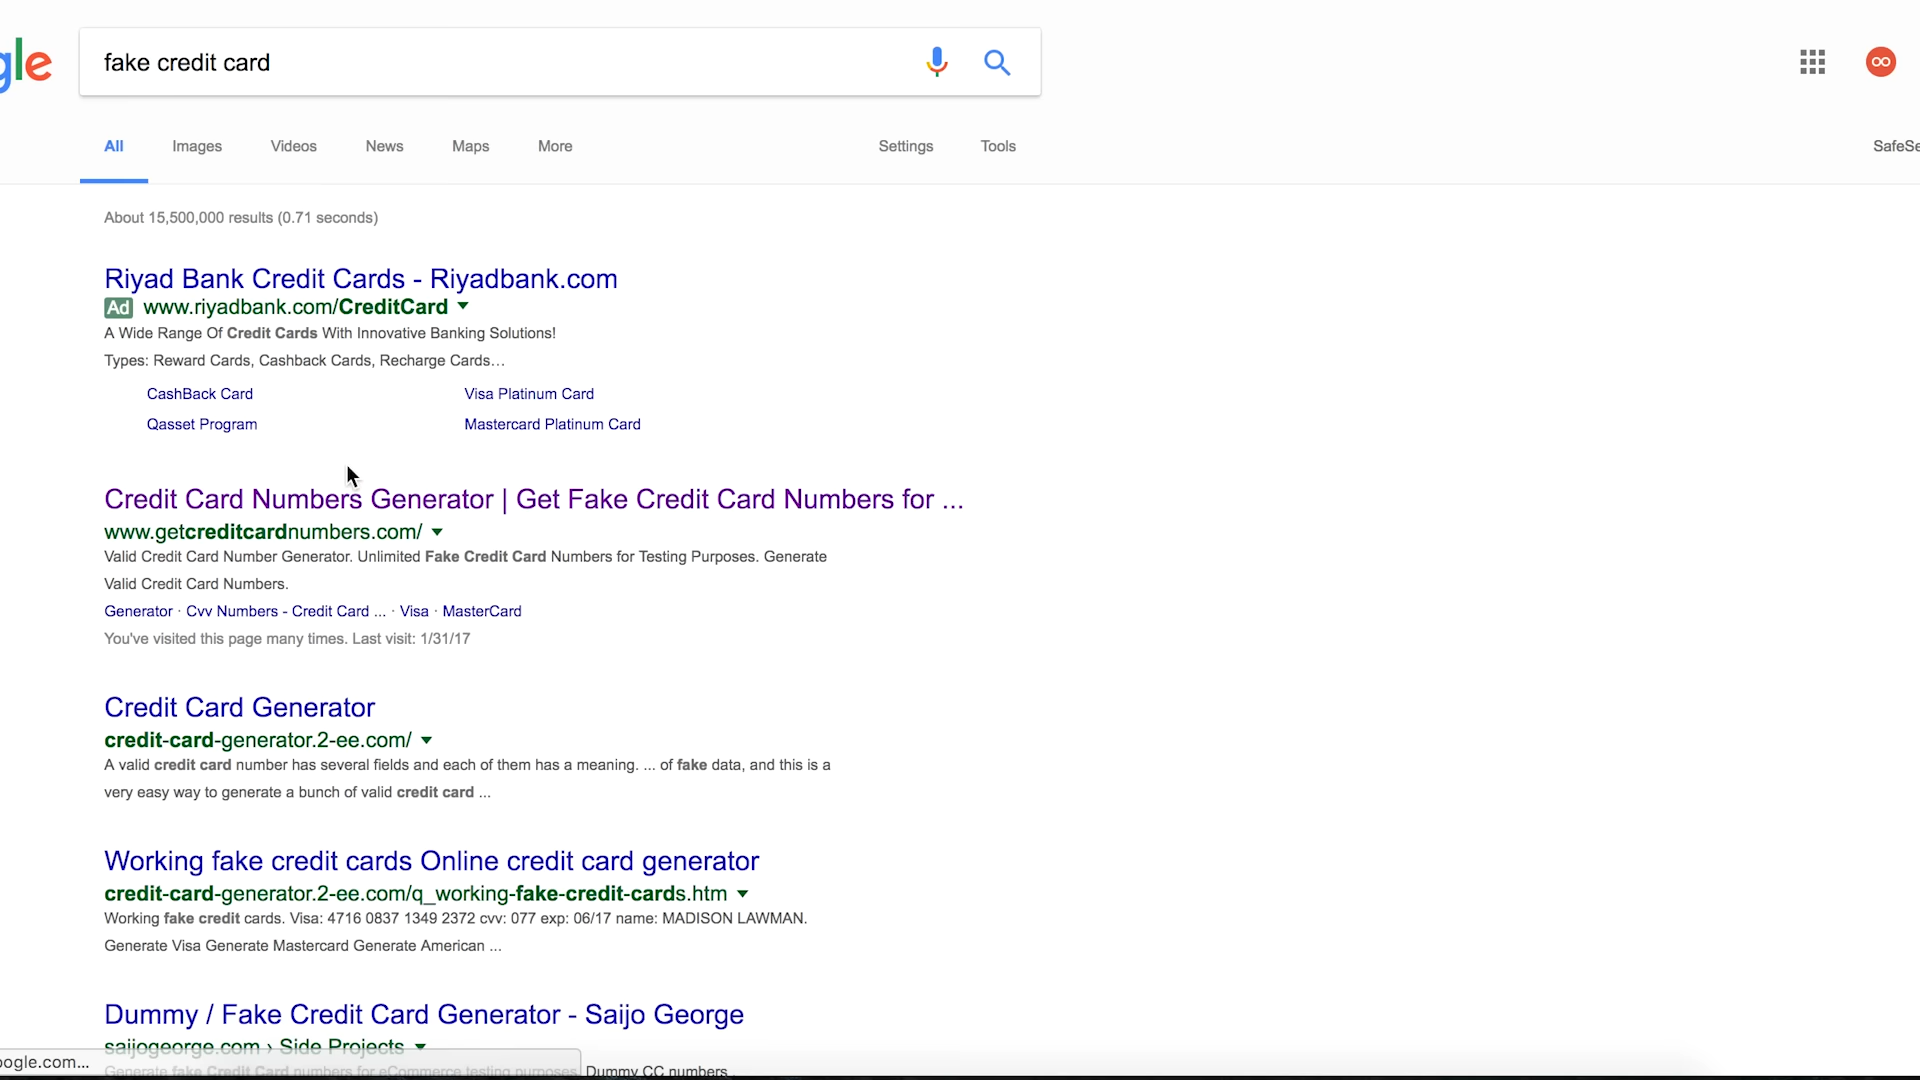 gle
fake credit card
All Images Videos News Maps More Settings Tools SafeSe
About 15,500,000 results (0.71 seconds)
Riyad Bank Credit Cards - Riyadbank.com
Ad www.riyadbank.com/CreditCard
A Wide Range Of Credit Cards With Innovative Banking Solutions!
Types: Reward Cards, Cashback Cards, Recharge Cards…
CashBack Card Visa Platinum Card
Qasset Program Mastercard Platinum Card
Credit Card Numbers Generator | Get Fake Credit Card Numbers for ...
www.getcreditcardnumbers.com/
Valid Credit Card Number Generator. Unlimited Fake Credit Card Numbers for Testing Purposes. Generate
Valid Credit Card Numbers.
Generator · Cvv Numbers - Credit Card ... · Visa · MasterCard
You've visited this page many times. Last visit: 1/31/17
Credit Card Generator
credit-card-generator.2-ee.com/
A valid credit card number has several fields and each of them has a meaning. ... of fake data, and this is a
very easy way to generate a bunch of valid credit card ...
Working fake credit cards Online credit card generator
credit-card-generator.2-ee.com/q_working-fake-credit-cards.htm
Working fake credit cards. Visa: 4716 0837 1349 2372 cvv: 077 exp: 06/17 name: MADISON LAWMAN.
Generate Visa Generate Mastercard Generate American ...
Dummy / Fake Credit Card Generator - Saijo George
saijogeorge.com › Side Projects
oogle.com...
Generate fake Credit Card numbers for eCommerce testing purposes Dummy CC numbers